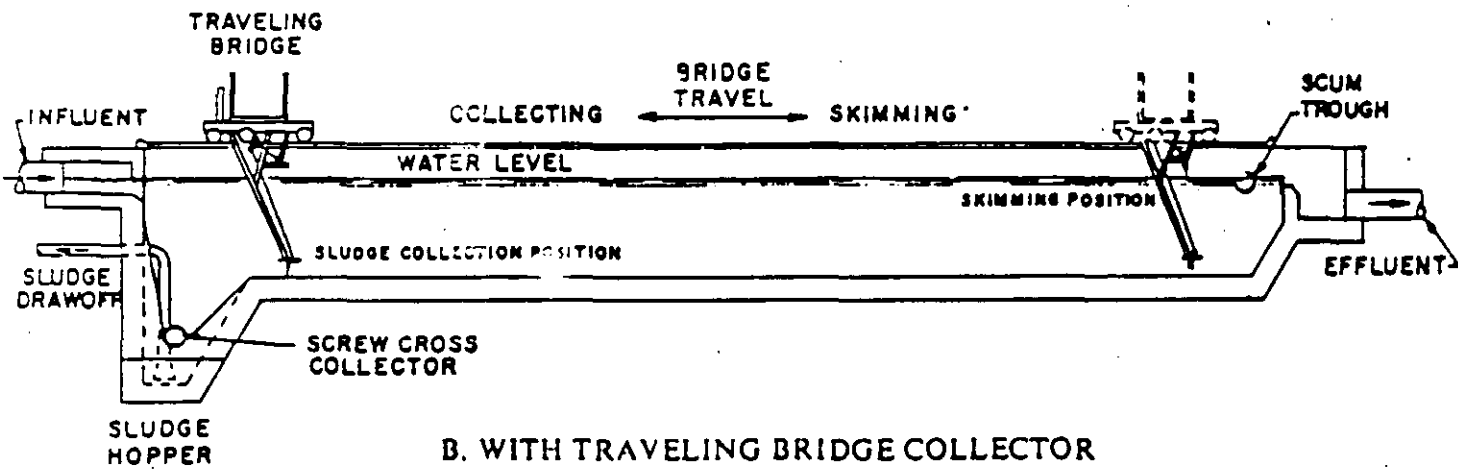 TRAVELING
BRIDGE
BRIDGE
TRAVEL
COLLECTING
SKIMMING
SCUM
TROUGH
INFLUENT
WATER LEVEL
SKIMMING POSITION
SLUDGE COLLECTION POSITION
SLUDGE
DRAWOFF
EFFLUENT
SCREW CROSS
COLLECTOR
SLUDGE
HOPPER
B. WITH TRAVELING BRIDGE COLLECTOR